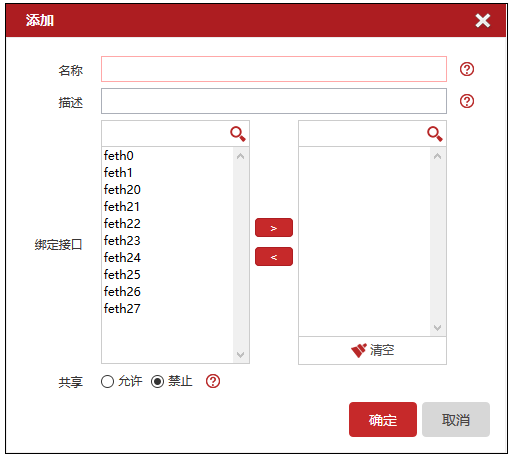 添加
名称
描述
feth0
feth1
feth20
feth21
feth22
feth23
feth24
feth25
feth26
feth27
绑定接口
>
<
清空
共享 允许 禁止
确定 取消